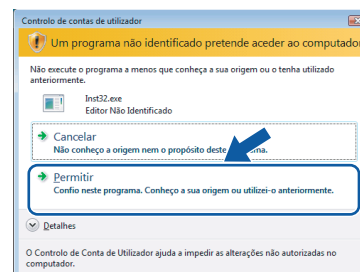 Controlo de contas de utilizador
Um programa não identificado pretende aceder ao computador
Não execute o programa a menos que conheça a sua origem ou o tenha utilizado
anteriormente.
Inst32.exe
Editor Não Identificado
Cancelar
Não conheço a origem nem o propósito deste
Permitir
Confio neste programa. Conheço a sua origem ou utilizei-o anteriormente.
Detalhes
O Controlo de Conta de Utilizador ajuda a impedir as alterações não autorizadas no
computador.